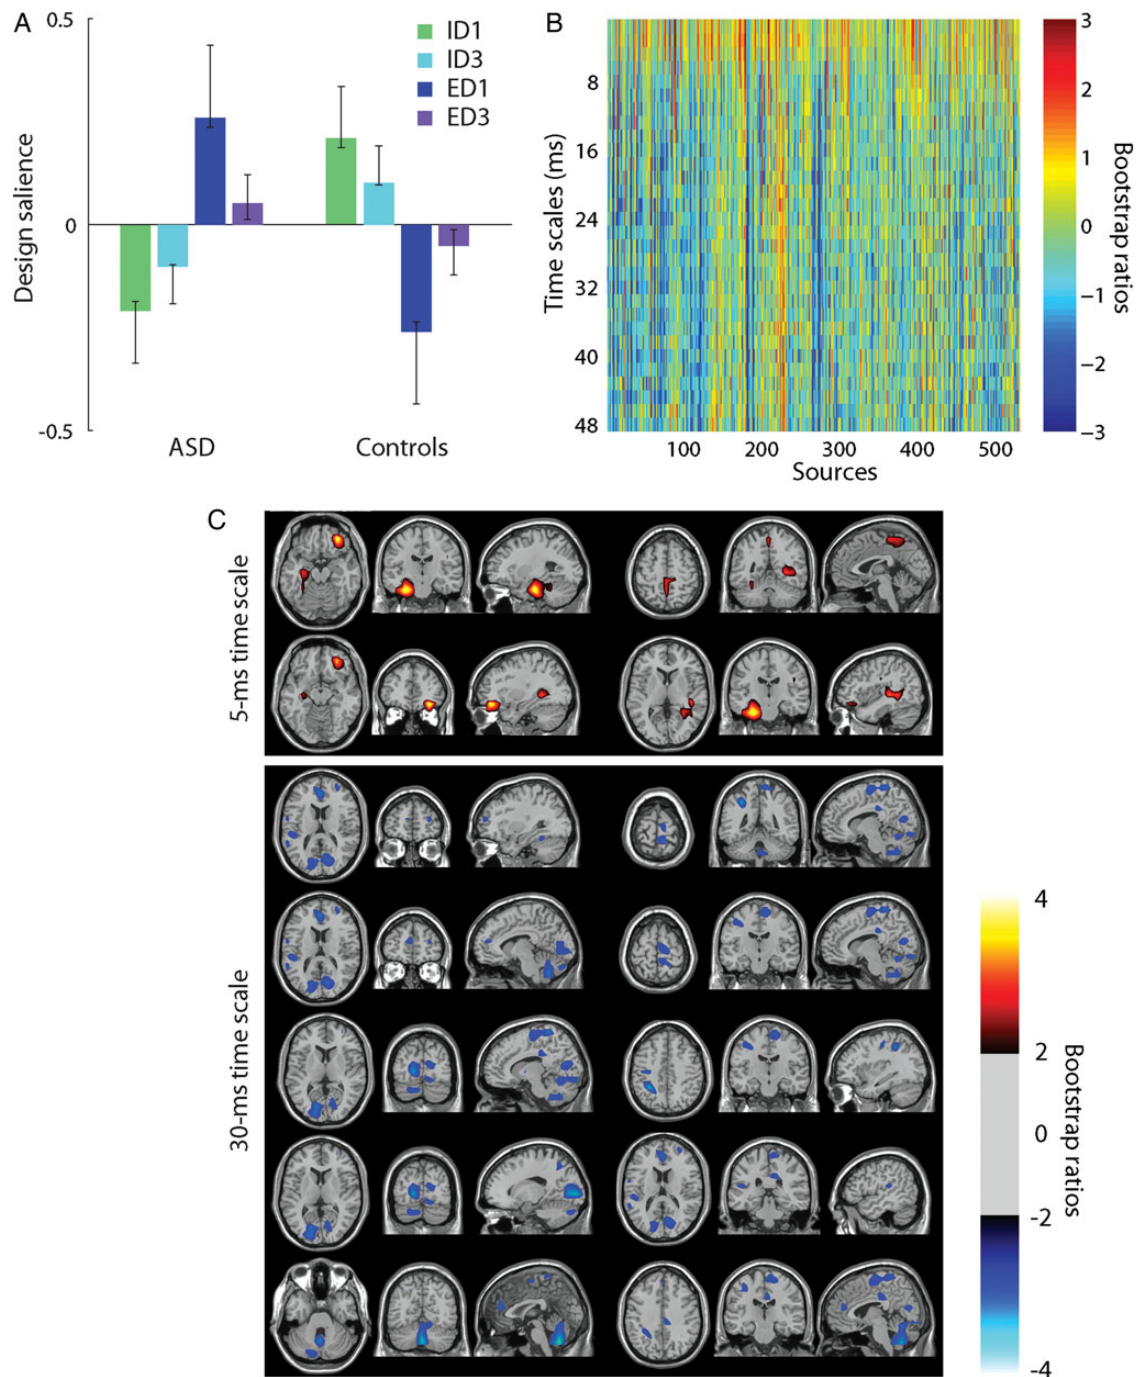 A
0.5
0
-0.5
Design salience
ID1
ID3
ED1
ED3
ASD
Controls
B
8
16
24
32
40
48
Time scales (ms)
100
200
300
400
500
Sources
3
2
1
0
−1
−2
−3
Bootstrap ratios
C
5-ms time scale
30-ms time scale
4
2
0
-2
-4
Bootstrap ratios